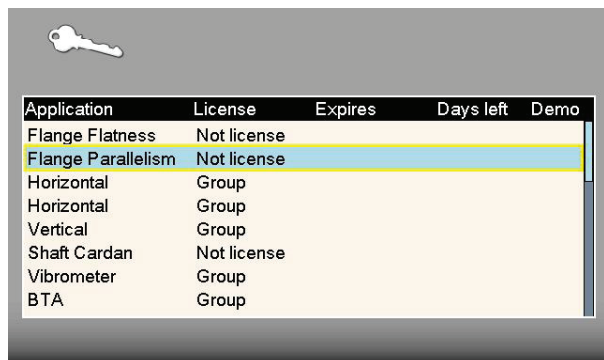 Application License Expires Days left Demo
Flange Flatness Not license
Flange Parallelism Not license
Horizontal Group
Horizontal Group
Vertical Group
Shaft Cardan Not license
Vibrometer Group
BTA Group